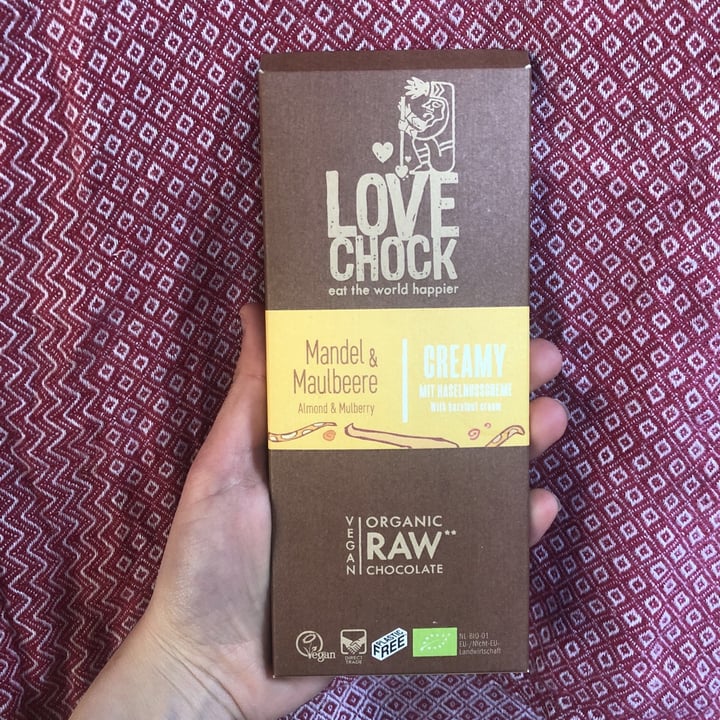 LOVE
CHOCK
eat the world happier
Mandel &
Maulbeere
Almond & Mulberry
CREAMY
MIT HASELNUSSCREME
With hazelnut cream
VEGAN
ORGANIC
RAW**
CHOCOLATE
Vegan
DIRECT
TRADE
PLASTIC
FREE
NL-BIO-01
EU-/Nicht-EU-
Landwirtschaft